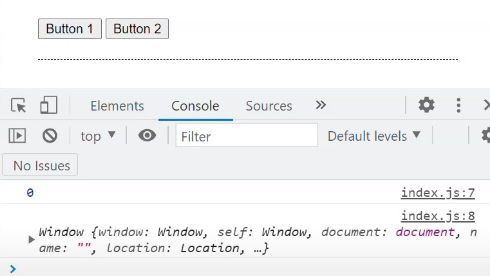 Button 1 Button 2
Elements Console Sources »
top ▼ Filter Default levels ▼
No Issues
0 index.js:7
index.js:8
▶ Window {window: Window, self: Window, document: document, n
ame: "", location: Location, …}
>